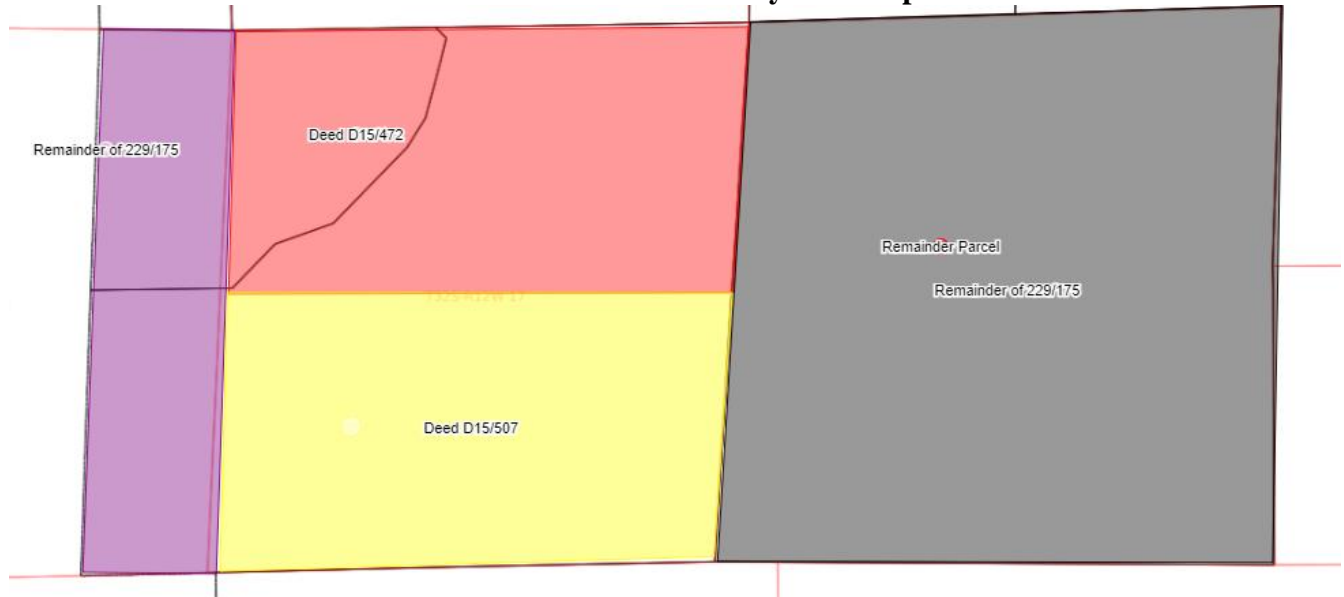 Deed D15/472
Remainder of 229/175
Remainder Parcel
Remainder of 229/175
Deed D15/507